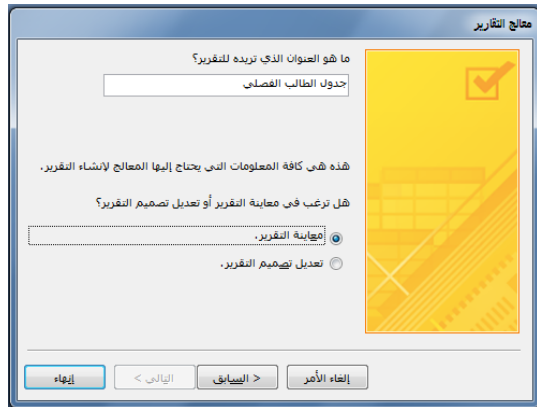 معالج التقارير
ما هو العنوان الذي تريده للتقرير؟
جدول الطالب الفصلي
هذه هي كافة المعلومات التي يحتاج إليها المعالج لإنشاء التقرير.
هل ترغب في معاينة التقرير أو تعديل تصميم التقرير؟
معاينة التقرير.
تعديل تصميم التقرير.
إلغاء الأمر
< السابق
التالي >
إنهاء